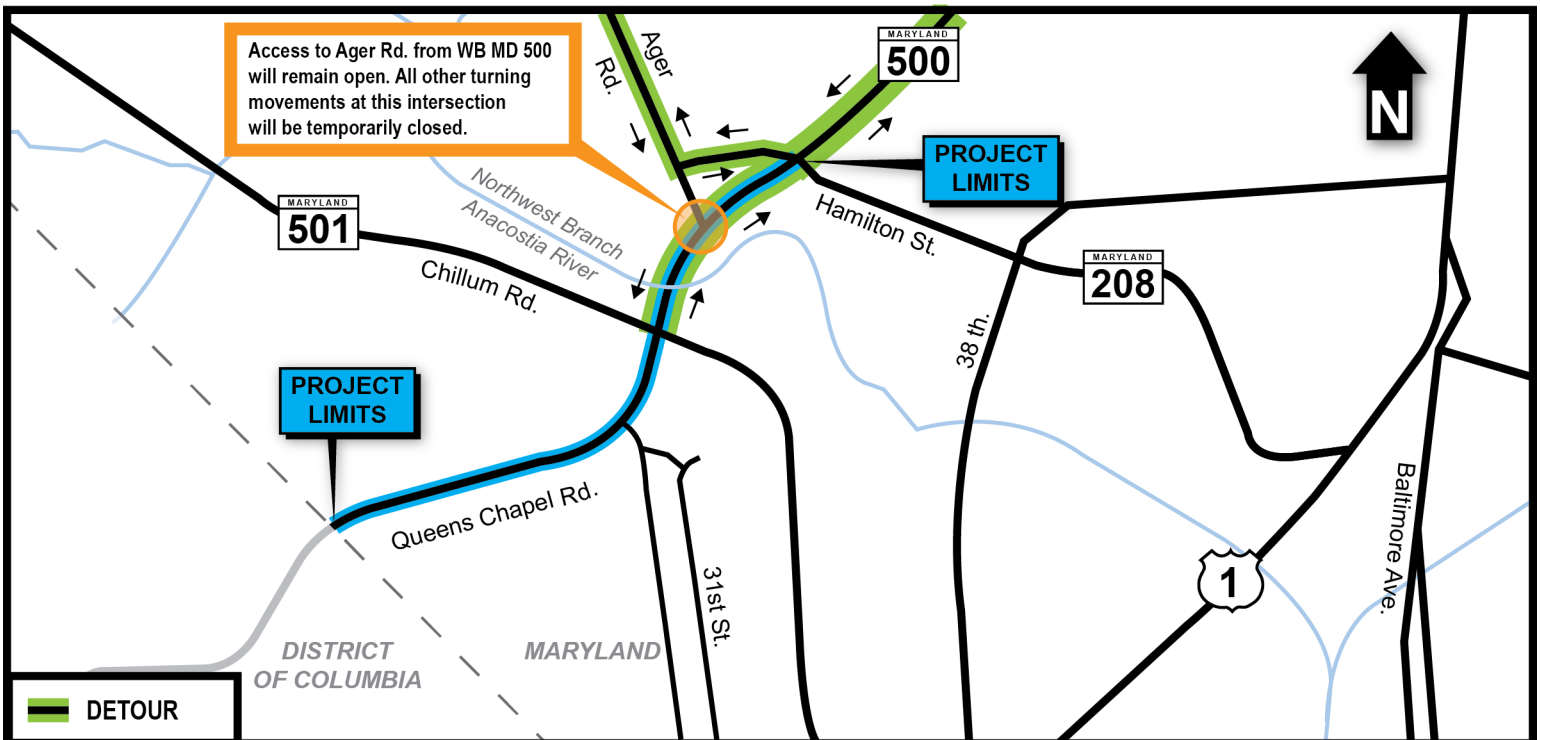 Access to Ager Rd. from WB MD 500
will remain open. All other turning
movements at this intersection
will be temporarily closed.
Ager
Rd.
MARYLAND
500
N
PROJECT
LIMITS
MARYLAND
501
Northwest Branch
Anacostia River
Hamilton St.
Chillum Rd.
MARYLAND
208
38 th.
PROJECT
LIMITS
Queens Chapel Rd.
Baltimore Ave.
1
31st St.
DISTRICT
OF COLUMBIA
MARYLAND
DETOUR